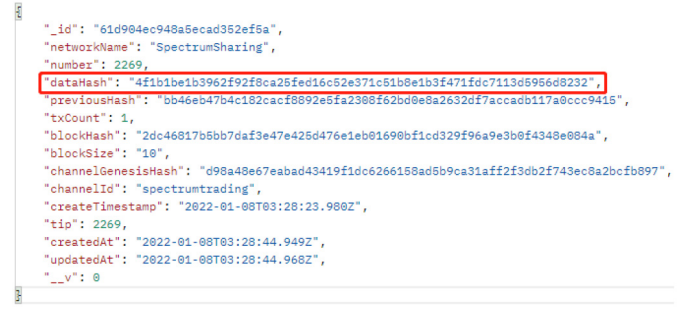 {
"_id": "61d904ec948a5ecad352ef5a",
"networkName": "SpectrumSharing",
"number": 2269,
"dataHash": "4f1b1be1b3962f92f8ca25fed16c52e371c51b8e1b3f471fdc7113d5956d8232",
"previousHash": "bb46eb47b4c182cacf8892e5fa2308f62bd0e8a2632df7accadb117a0ccc9415",
"txCount": 1,
"blockHash": "2dc46817b5bb7daf3e47e425d476e1eb01690bf1cd329f96a9e3b0f4348e084a",
"blockSize": "10",
"channelGenesisHash": "d98a48e67eabad43419f1dc6266158ad5b9ca31aff2f3db2f743ec8a2bcfb897",
"channelId": "spectrumtrading",
"createTimestamp": "2022-01-08T03:28:23.980Z",
"tip": 2269,
"createdAt": "2022-01-08T03:28:44.949Z",
"updatedAt": "2022-01-08T03:28:44.968Z",
"__v": 0
}